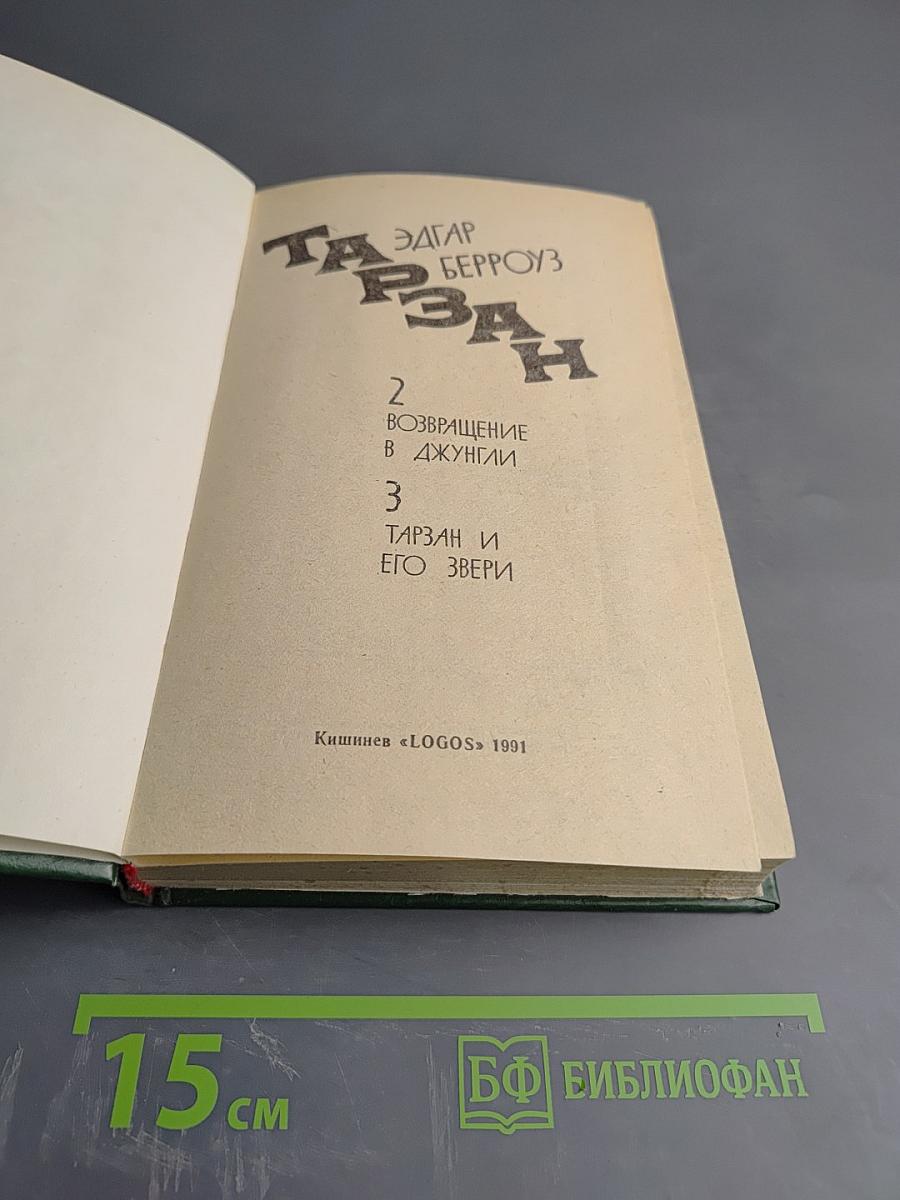 ЭДГАР
БЕРРОУЗ
ТАРЗАН
2
ВОЗВРАЩЕНИЕ
В ДЖУНГЛИ
3
ТАРЗАН И
ЕГО ЗВЕРИ
Кишинев «LOGOS» 1991
15 см
БФ БИБЛИОФАН